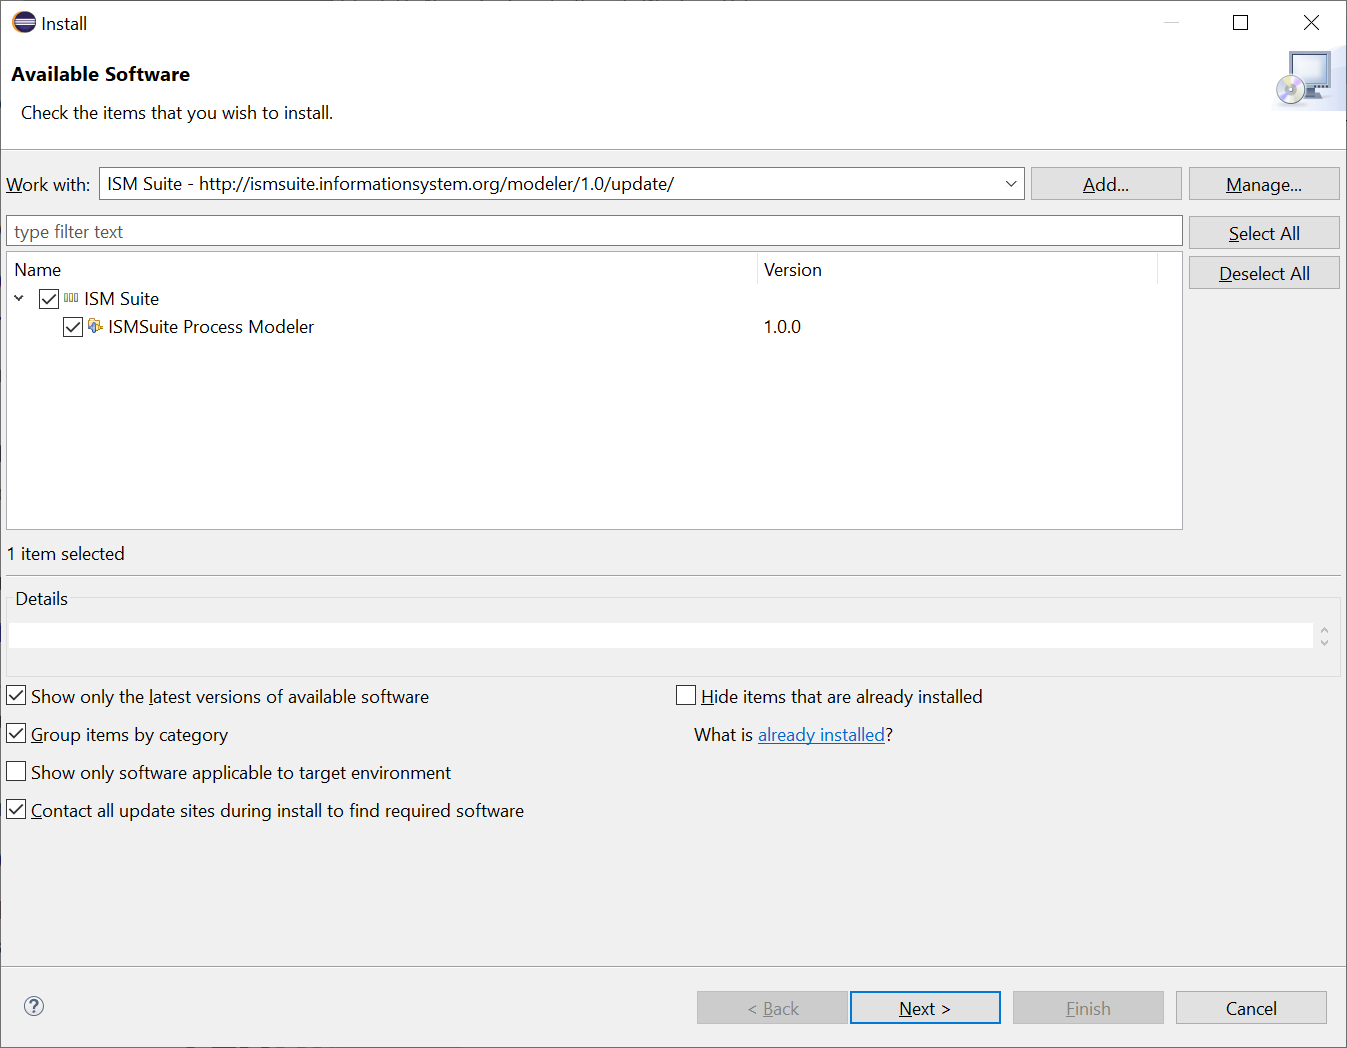 Install
Available Software
Check the items that you wish to install.
Work with: ISM Suite - http://ismsuite.informationsystem.org/modeler/1.0/update/ Add... Manage...
type filter text Select All
Deselect All
Name Version
ISM Suite
ISMSuite Process Modeler 1.0.0
1 item selected
Details
Show only the latest versions of available software Hide items that are already installed
Group items by category What is already installed?
Show only software applicable to target environment
Contact all update sites during install to find required software
? < Back Next > Finish Cancel